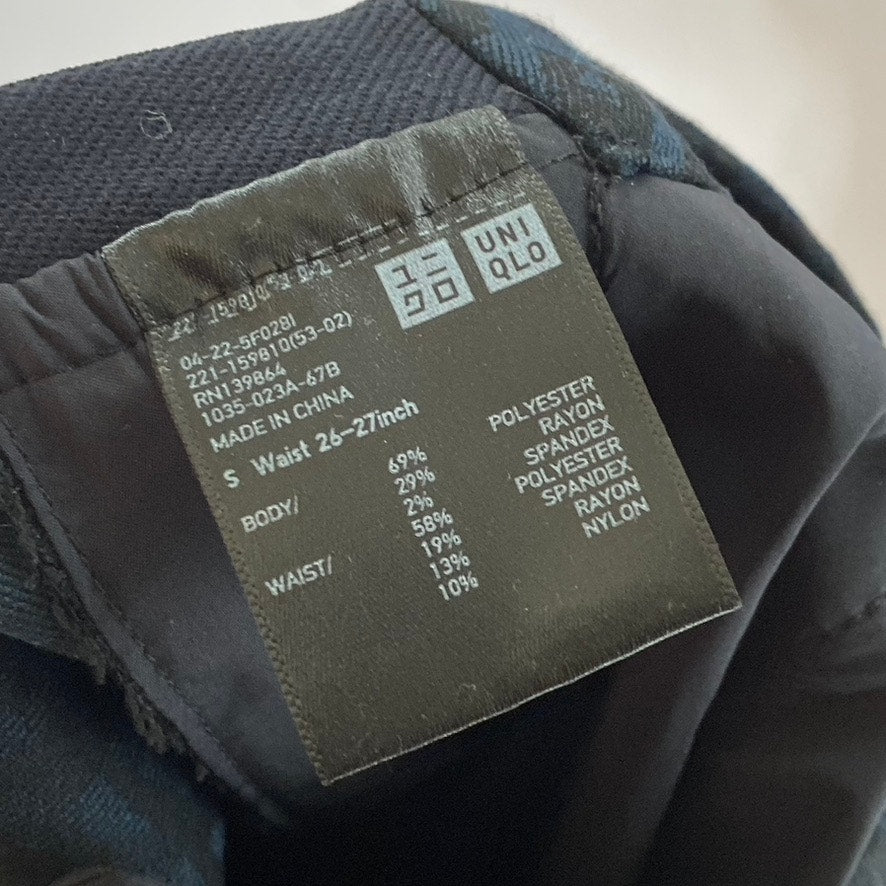 ユニ
クロ
UNI
QLO
04-22-5F028I
221-159810(53-02)
RN139864
1035-023A-67B
MADE IN CHINA
S Waist 26-27inch
BODY/ 69% POLYESTER
29% RAYON
2% SPANDEX
WAIST/ 58% POLYESTER
19% SPANDEX
13% RAYON
10% NYLON